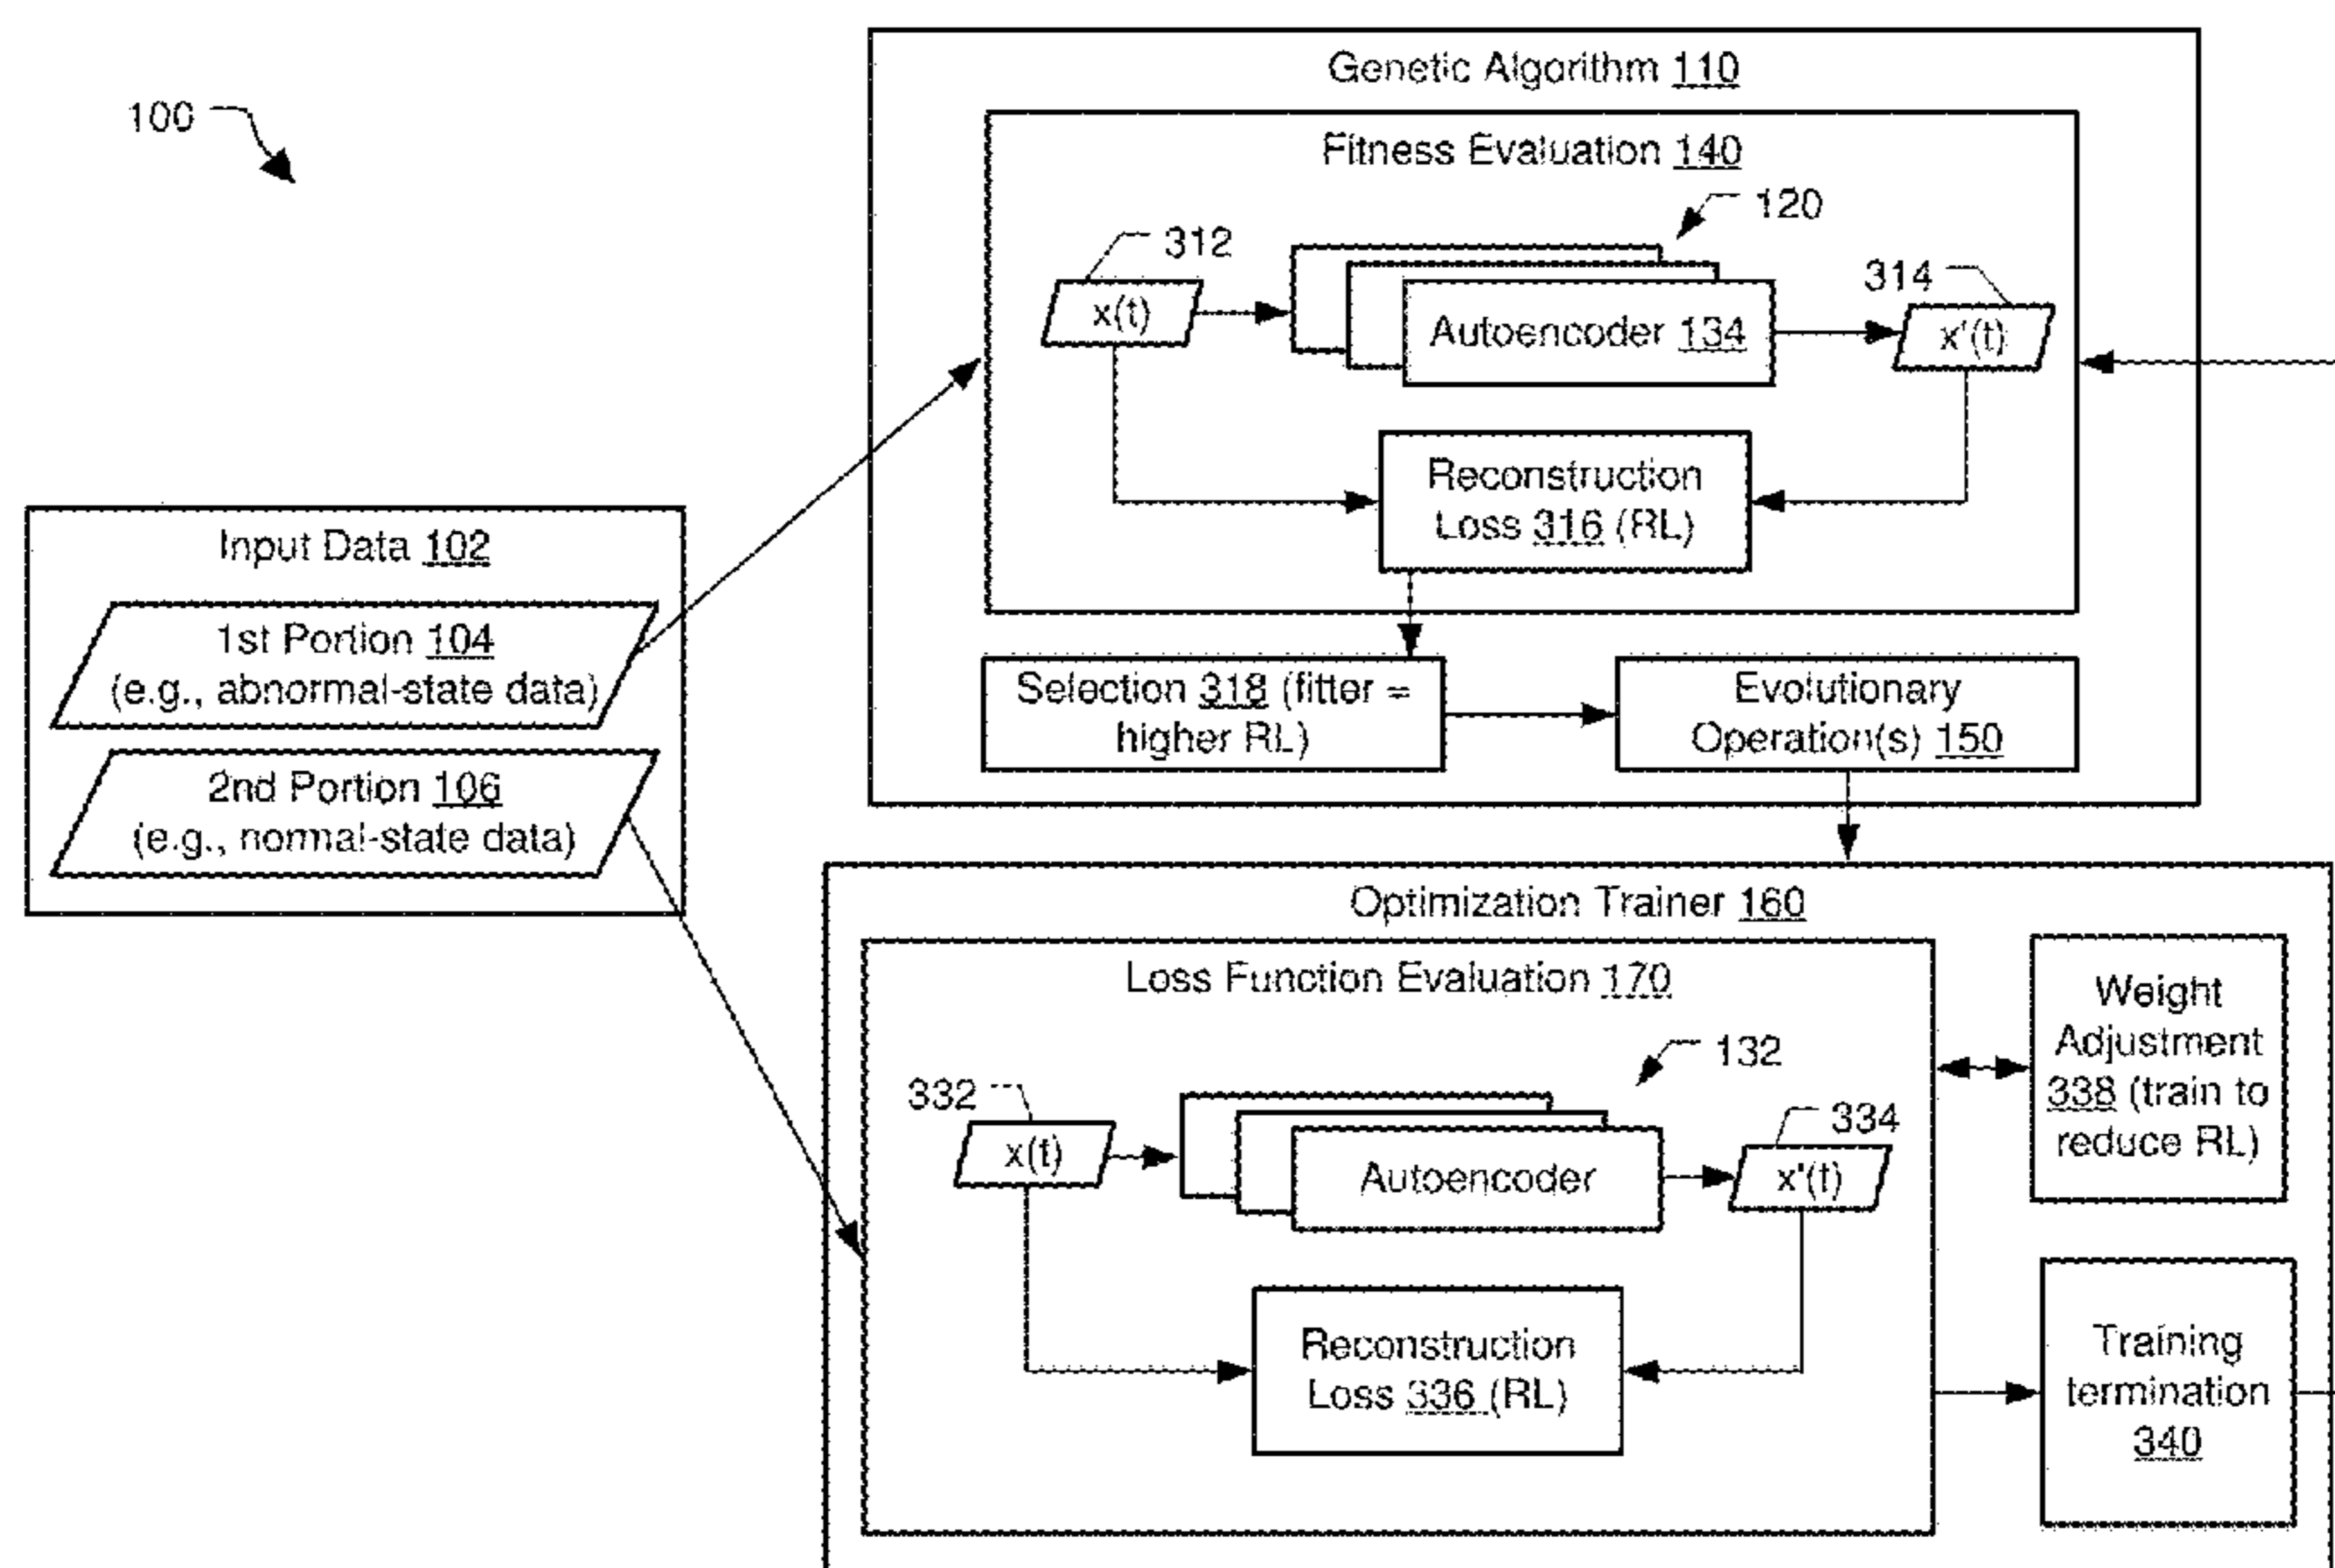 100
Genetic Algorithm 110
Fitness Evaluation 140
120
312
314
x(t)
Autoencoder 134
x'(t)
Reconstruction
Loss 316 (RL)
Input Data 102
1st Portion 104
(e.g., abnormal-state data)
2nd Portion 106
(e.g., normal-state data)
Selection 318 (fitter =
higher RL)
Evolutionary
Operation(s) 150
Optimization Trainer 160
Loss Function Evaluation 170
132
332
334
x(t)
Autoencoder
x'(t)
Reconstruction
Loss 336 (RL)
Weight
Adjustment
338 (train to
reduce RL)
Training
termination
340